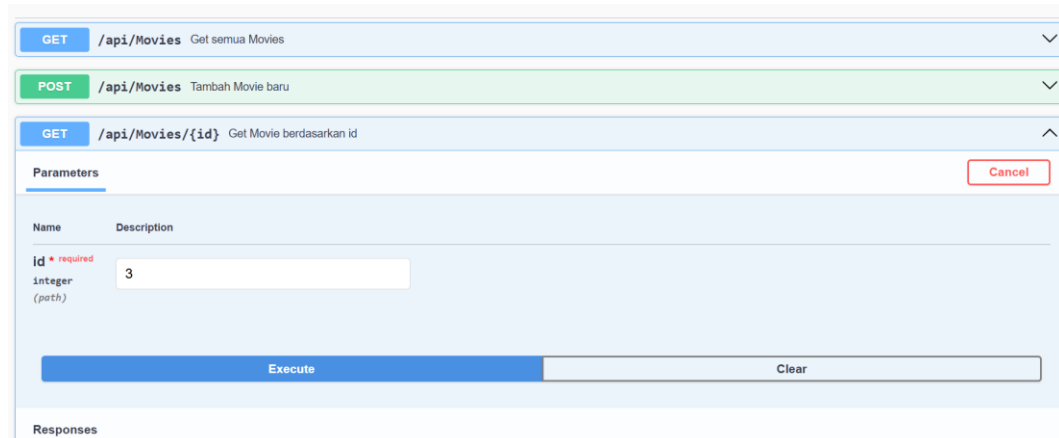 GET /api/Movies Get semua Movies
POST /api/Movies Tambah Movie baru
GET /api/Movies/{id} Get Movie berdasarkan id
Parameters Cancel
Name Description
id * required
integer
(path)
3
Execute Clear
Responses